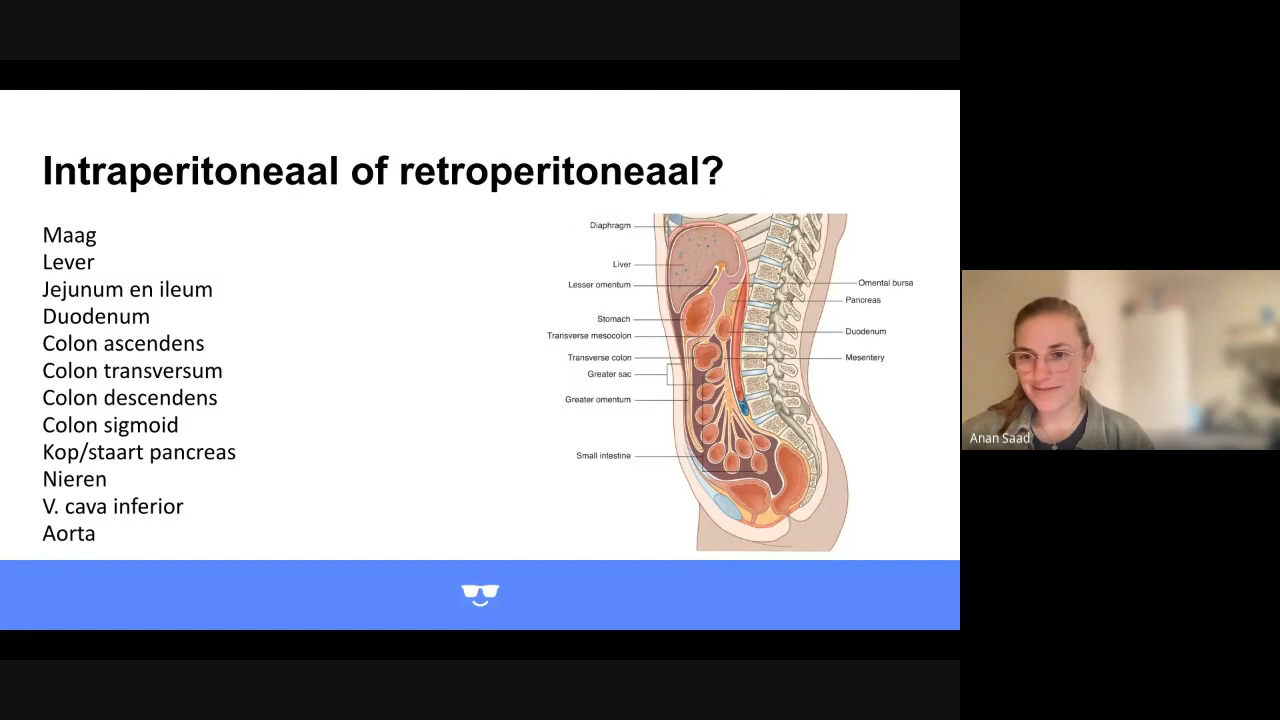 Intraperitoneaal of retroperitoneaal?
Maag
Lever
Jejunum en ileum
Duodenum
Colon ascendens
Colon transversum
Colon descendens
Colon sigmoid
Kop/staart pancreas
Nieren
V. cava inferior
Aorta
Diaphragm
Liver
Lesser omentum
Stomach
Transverse mesocolon
Transverse colon
Greater sac
Greater omentum
Small intestine
Omental bursa
Pancreas
Duodenum
Mesentery
Anan Saad